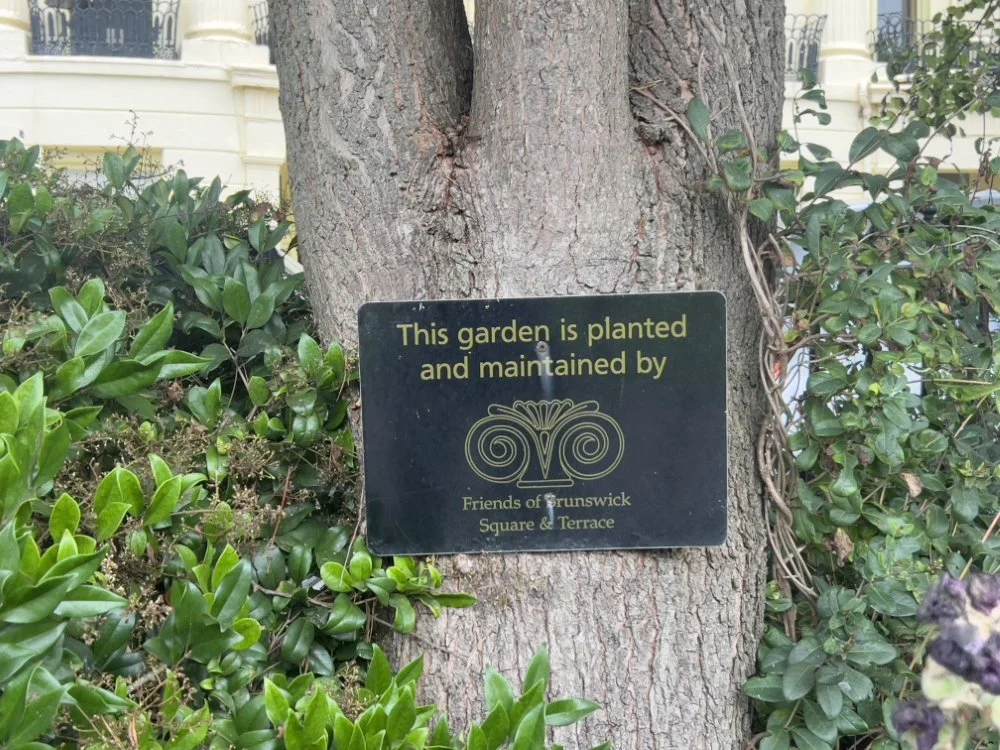 This garden is planted
and maintained by
Friends of Brunswick
Square & Terrace